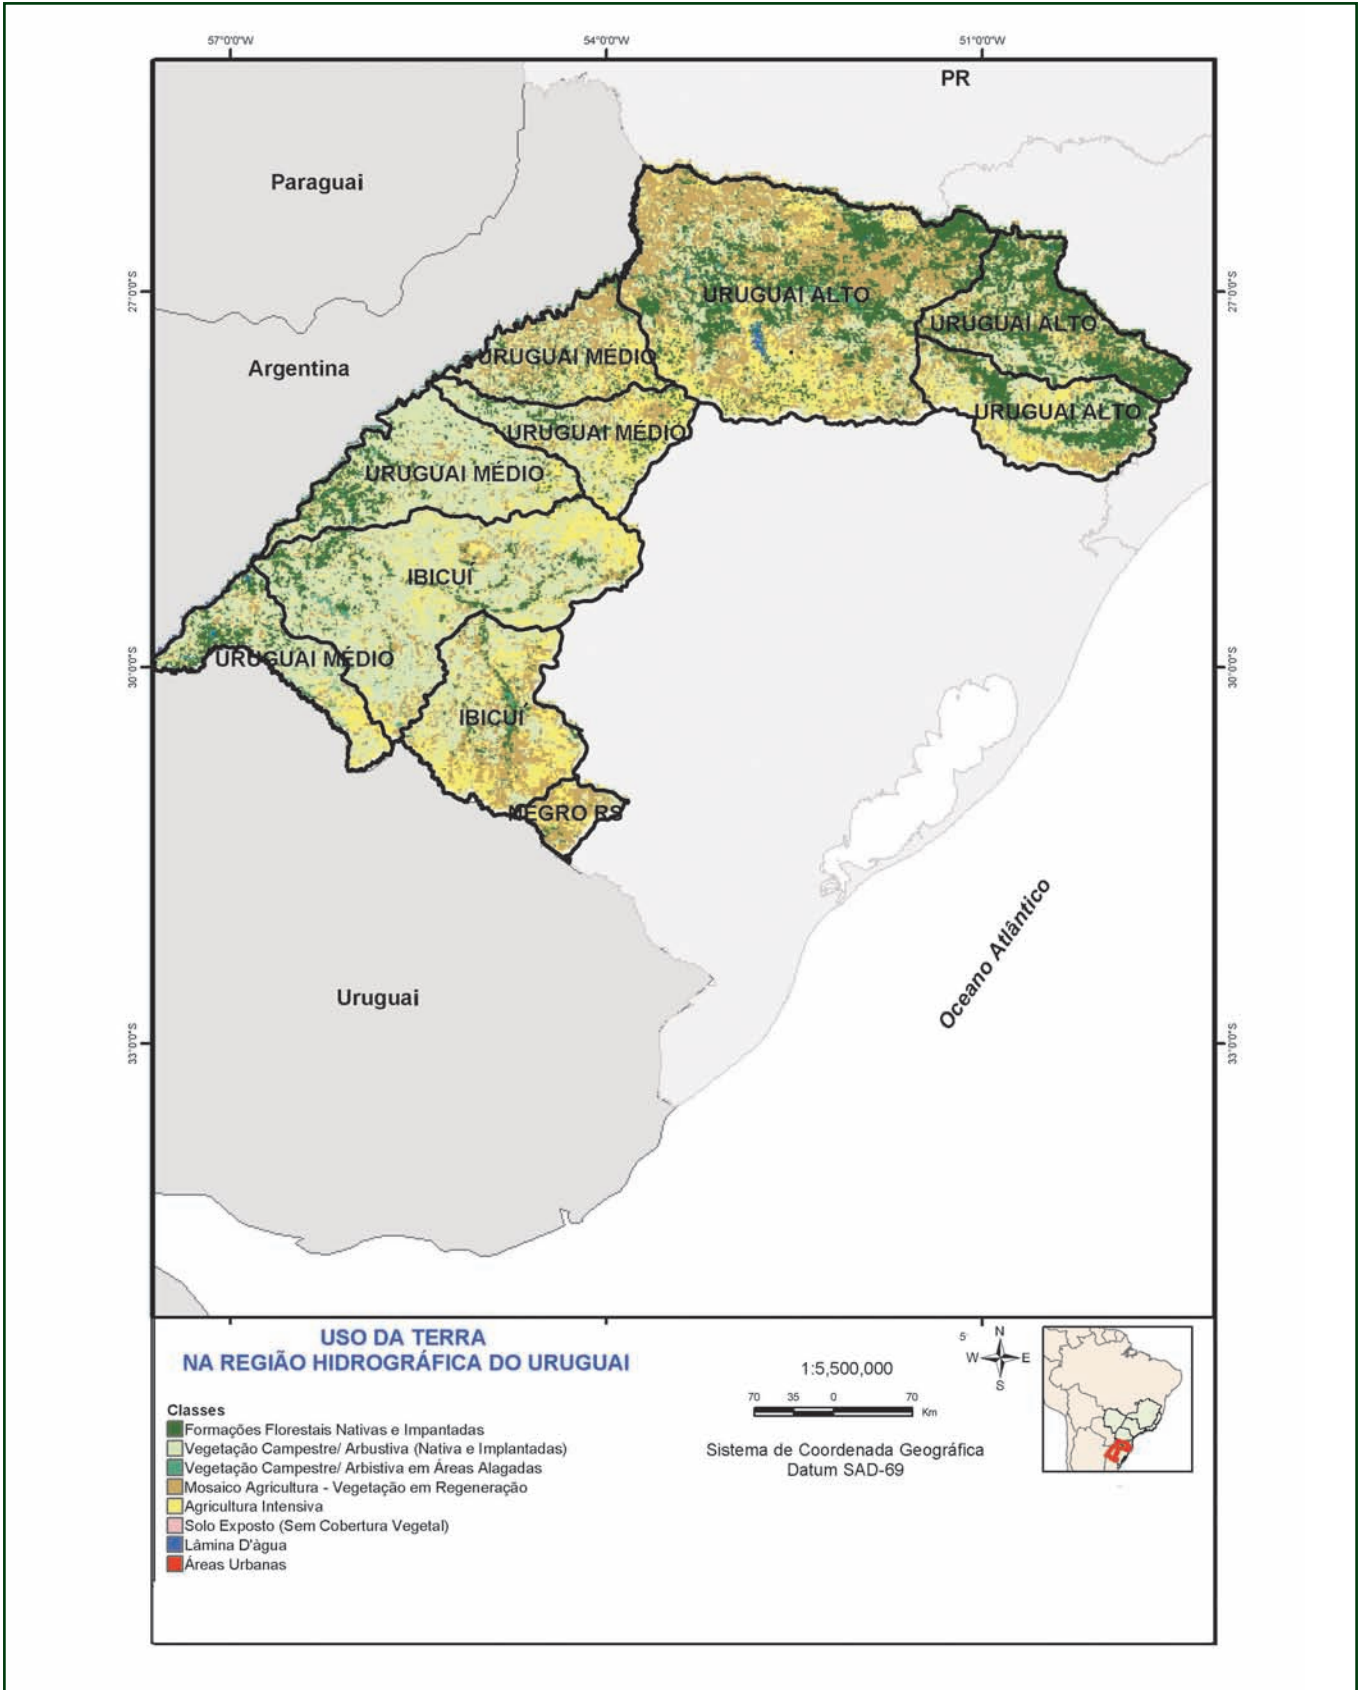 57°0'0"W
54°0'0"W
51°0'0"W
PR
Paraguai
27°0'0"S
27°0'0"S
URUGUAI ALTO
URUGUAI ALTO
URUGUAI MÉDIO
Argentina
URUGUAI ALTO
URUGUAI MÉDIO
URUGUAI MÉDIO
IBICUÍ
30°0'0"S
30°0'0"S
URUGUAI MÉDIO
IBICUÍ
NEGRO RS
Oceano Atlântico
Uruguai
33°0'0"S
33°0'0"S
USO DA TERRA
NA REGIÃO HIDROGRÁFICA DO URUGUAI
Classes
Formações Florestais Nativas e Impantadas
Vegetação Campestre/ Arbustiva (Nativa e Implantadas)
Vegetação Campestre/ Arbistiva em Áreas Alagadas
Mosaico Agricultura - Vegetação em Regeneração
Agricultura Intensiva
Solo Exposto (Sem Cobertura Vegetal)
Lâmina D'àgua
Áreas Urbanas
1:5,500,000
70 35 0 70
Km
Sistema de Coordenada Geográfica
Datum SAD-69
5
N
W E
S